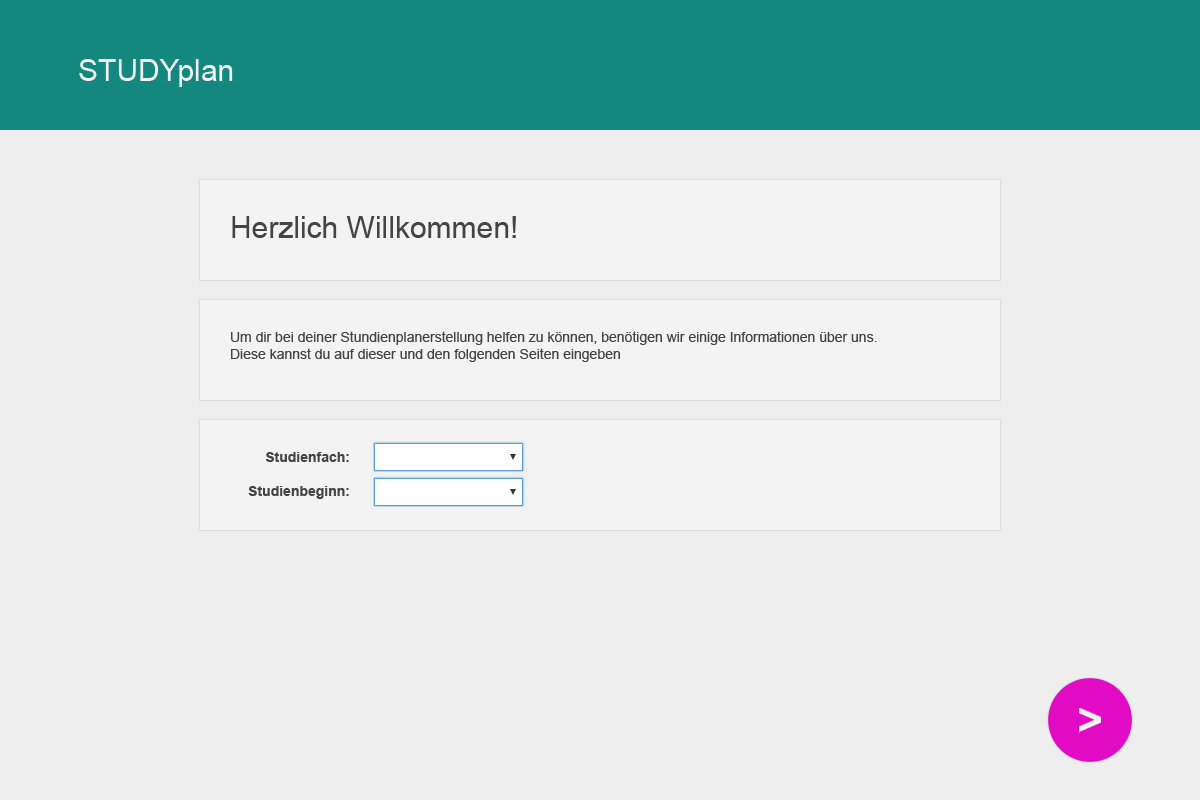 STUDYplan
Herzlich Willkommen!
Um dir bei deiner Stundienplanerstellung helfen zu können, benötigen wir einige Informationen über uns.
Diese kannst du auf dieser und den folgenden Seiten eingeben
Studienfach:
Studienbeginn:
>